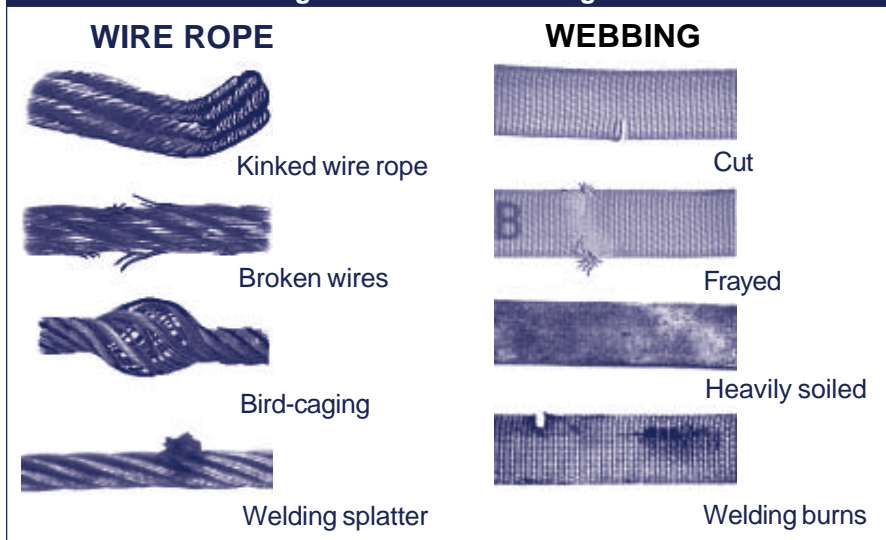 WIRE ROPE
Kinked wire rope
Broken wires
Bird-caging
Welding splatter
WEBBING
Cut
B
Frayed
Heavily soiled
Welding burns